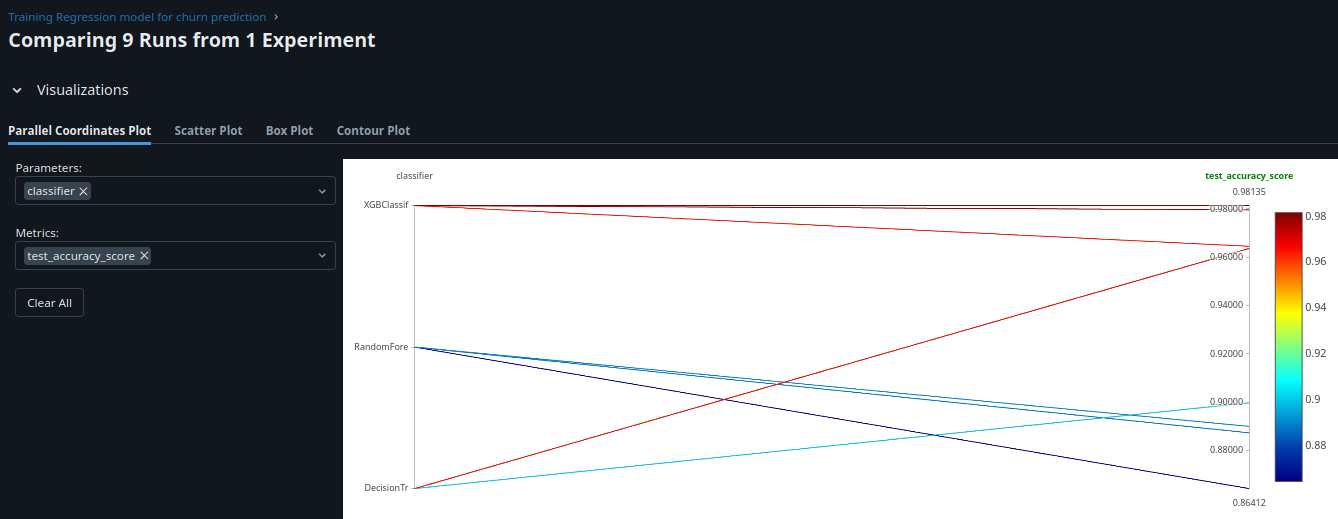 Training Regression model for churn prediction
Comparing 9 Runs from 1 Experiment
Visualizations
Parallel Coordinates Plot Scatter Plot Box Plot Contour Plot
Parameters:
classifier
Metrics:
test_accuracy_score
Clear All
classifier
XGBClassif
RandomFore
DecisionTr
test_accuracy_score
0.98135
0.98000
0.96000
0.94000
0.92000
0.90000
0.88000
0.86412
0.98
0.96
0.94
0.92
0.9
0.88